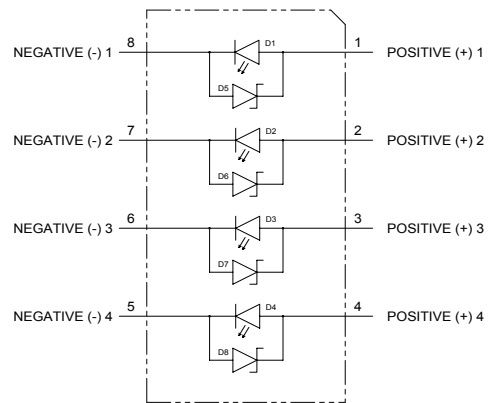 NEGATIVE (-) 1 8 D1 1 POSITIVE (+) 1
D5
NEGATIVE (-) 2 7 D2 2 POSITIVE (+) 2
D6
NEGATIVE (-) 3 6 D3 3 POSITIVE (+) 3
D7
NEGATIVE (-) 4 5 D4 4 POSITIVE (+) 4
D8